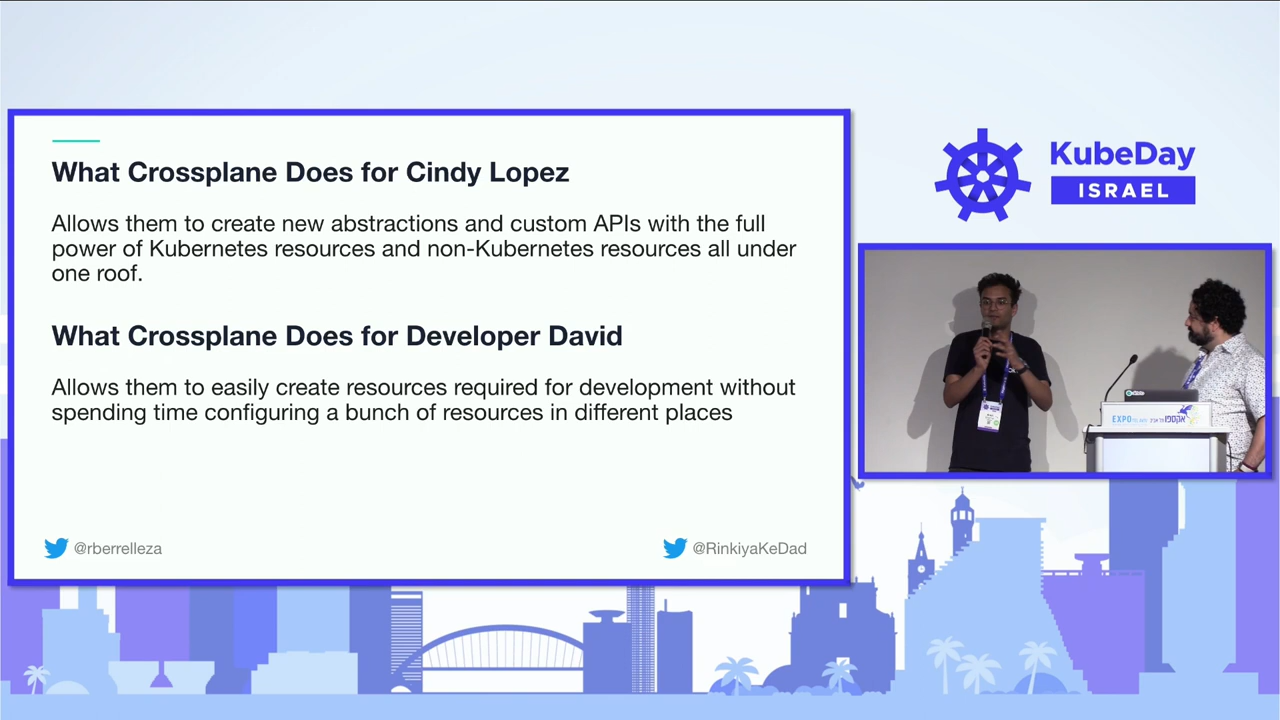 What Crossplane Does for Cindy Lopez
Allows them to create new abstractions and custom APIs with the full
power of Kubernetes resources and non-Kubernetes resources all under
one roof.
What Crossplane Does for Developer David
Allows them to easily create resources required for development without
spending time configuring a bunch of resources in different places
@rberrelleza
@RinkiyaKeDad
KubeDay
ISRAEL
EXPO
אקספו